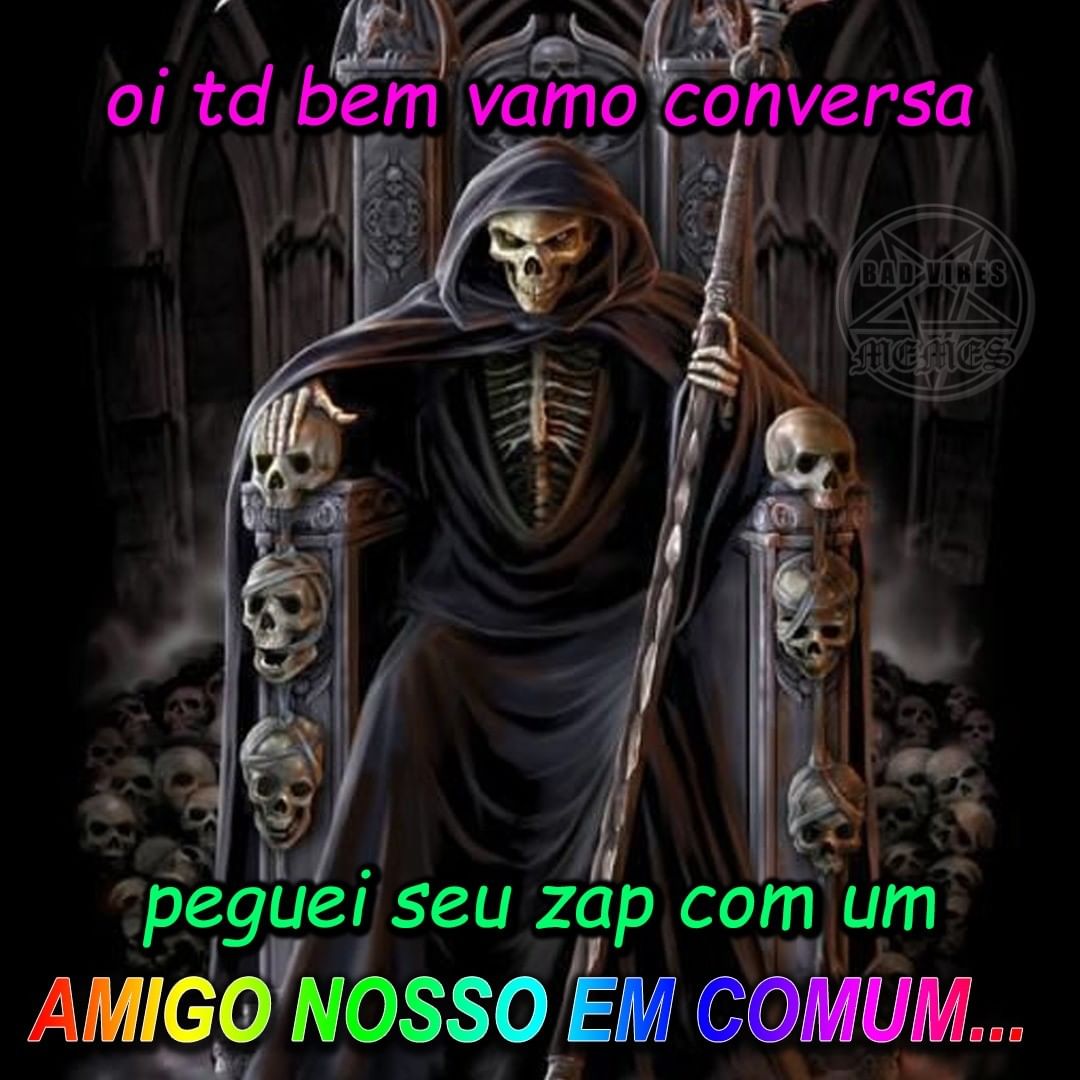 oi td bem vamo conversa
BAD VIBES
MEMES
peguei seu zap com um
AMIGO NOSSO EM COMUM...